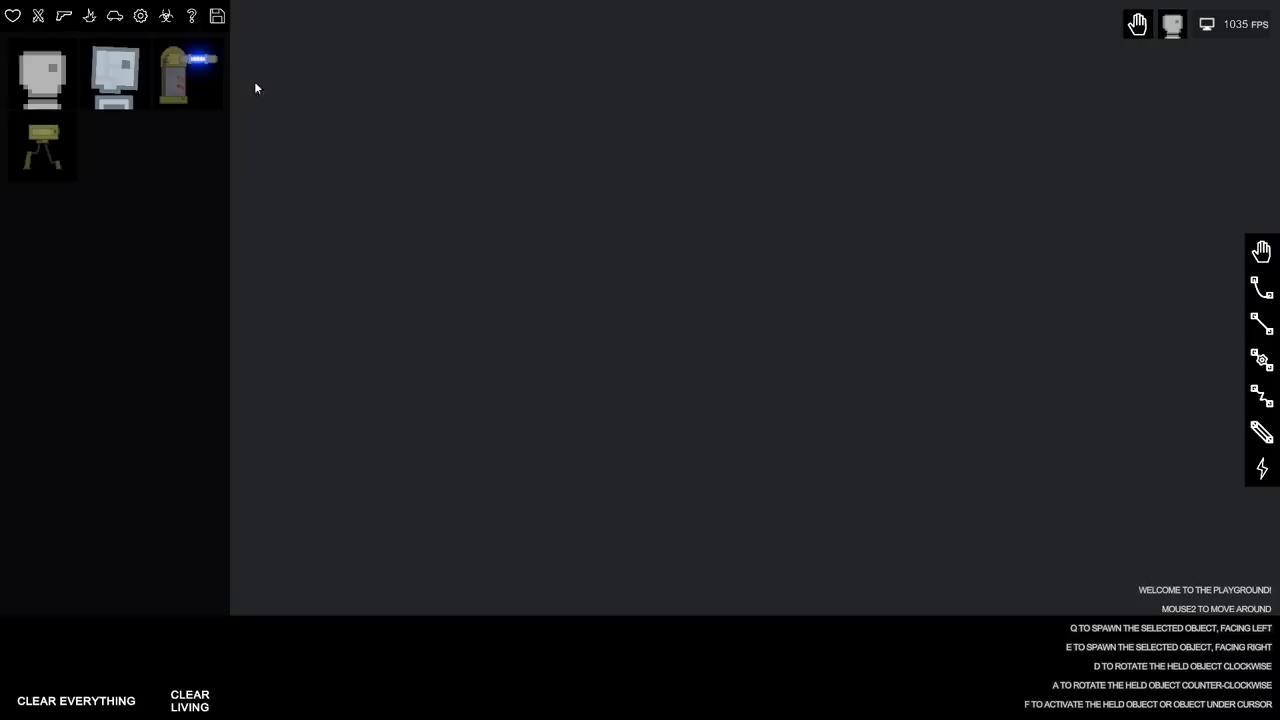 1035 FPS
WELCOME TO THE PLAYGROUND!
MOUSE2 TO MOVE AROUND
Q TO SPAWN THE SELECTED OBJECT, FACING LEFT
E TO SPAWN THE SELECTED OBJECT, FACING RIGHT
D TO ROTATE THE HELD OBJECT CLOCKWISE
A TO ROTATE THE HELD OBJECT COUNTER-CLOCKWISE
F TO ACTIVATE THE HELD OBJECT OR OBJECT UNDER CURSOR
CLEAR EVERYTHING
CLEAR
LIVING